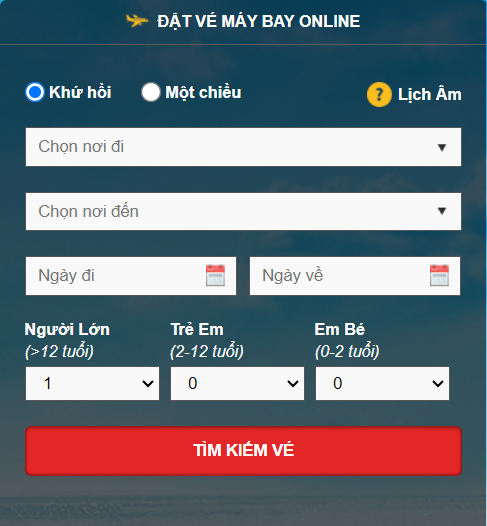 ĐẶT VÉ MÁY BAY ONLINE
Khứ hồi Một chiều ? Lịch Âm
Chọn nơi đi
Chọn nơi đến
Ngày đi Ngày về
Người Lớn Trẻ Em Em Bé
(>12 tuổi) (2-12 tuổi) (0-2 tuổi)
1 0 0
TÌM KIẾM VÉ